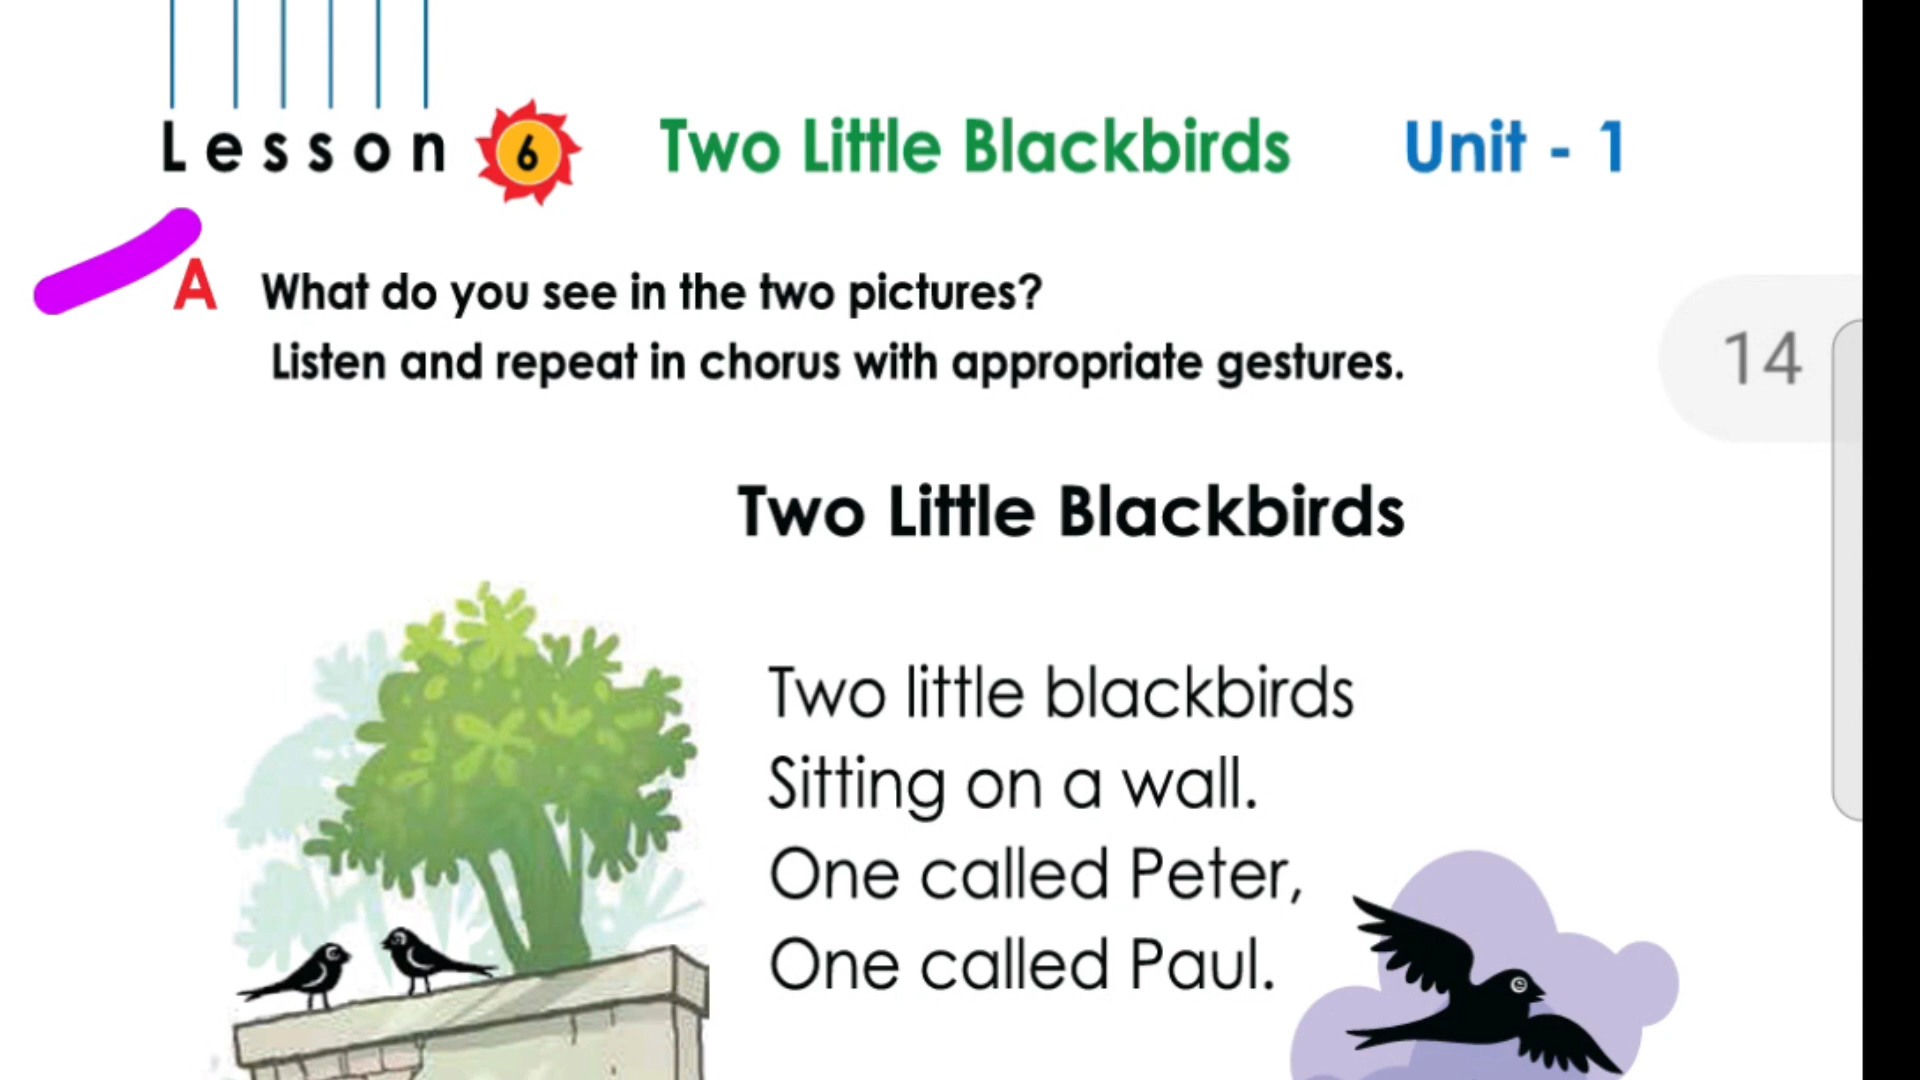 Lesson 6 Two Little Blackbirds Unit - 1
A What do you see in the two pictures?
Listen and repeat in chorus with appropriate gestures.
14
Two Little Blackbirds
Two little blackbirds
Sitting on a wall.
One called Peter,
One called Paul.